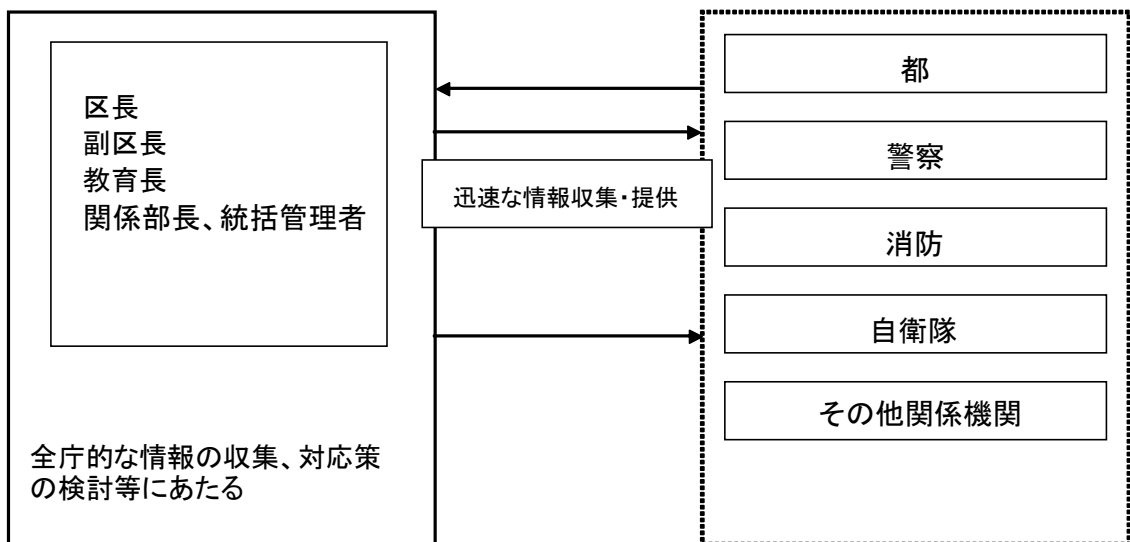 区長
副区長
教育長
関係部長、統括管理者
全庁的な情報の収集、対応策
の検討等にあたる
迅速な情報収集・提供
都
警察
消防
自衛隊
その他関係機関